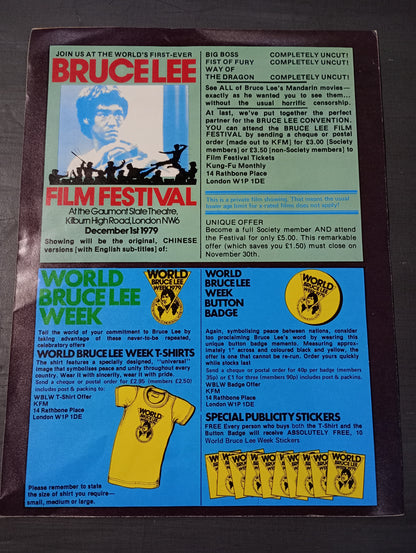 JOIN US AT THE WORLD'S FIRST-EVER
BRUCE LEE
FILM FESTIVAL
At the Gaumont State Theatre,
Kilburn High Road, London NW6
December 1st 1979
Showing will be the original, CHINESE
versions [with English sub-titles] of:
BIG BOSS COMPLETELY UNCUT!
FIST OF FURY COMPLETELY UNCUT!
WAY OF
THE DRAGON COMPLETELY UNCUT!
See ALL of Bruce Lee's Mandarin movies—
exactly as he wanted you to see them...
without the usual horrific censorship.
At last, we've put together the perfect
partner for the BRUCE LEE CONVENTION.
YOU can attend the BRUCE LEE FILM
FESTIVAL by sending a cheque or postal
order [made out to KFM] for £3.00 [Society
members] or £3.50 [non-Society members] to
Film Festival Tickets
Kung-Fu Monthly
14 Rathbone Place
London W1P 1DE
This is a private film showing. That means the usual
lower age limit for x-rated films does not apply!
UNIQUE OFFER
Become a full Society member AND attend
the Festival for only £5.00. This remarkable
offer (which saves you £1.50) must close on
November 30th.
WORLD
BRUCE LEE
WEEK
WORLD
BRUCE LEE
WEEK 1979
Tell the world of your commitment to Bruce Lee by
taking advantage of these never-to-be repeated,
celabratory offers
WORLD BRUCE LEE WEEK T-SHIRTS
The shirt features a specially designed, "universal"
image that symbolises peace and unity throughout every
country. Wear it with sincerity, wear it with pride.
Send a cheque or postal order for £2.95 (members £2.50)
includes post & packing to:
WBLW T-Shirt Offer
KFM
14 Rathbone Place
London W1P 1DE
Please remember to state
the size of shirt you require—
small, medium or large.
WORLD
BRUCE LEE
WORLD
BRUCE LEE
WEEK
BUTTON
BADGE
WORLD
BRUCE LEE
Again, symbolising peace between nations, consider
too proclaiming Bruce Lee's word by wearing this
unique button badge memento. Measuring approxi-
mately 1" across and coloured black and yellow, the
offer is one that cannot be re-run. Order yours quickly
while stocks last
Send a cheque or postal order for 40p per badge (members
35p) or £1 for three (members 90p) includes post & packing.
WBLW Badge Offer
KFM
14 Rathbone Place
London W1P 1DE
SPECIAL PUBLICITY STICKERS
FREE Every person who buys both the T-Shirt and the
Button Badge will receive ABSOLUTELY FREE, 10
World Bruce Lee Week Stickers
WORLD
BRUCE LEE